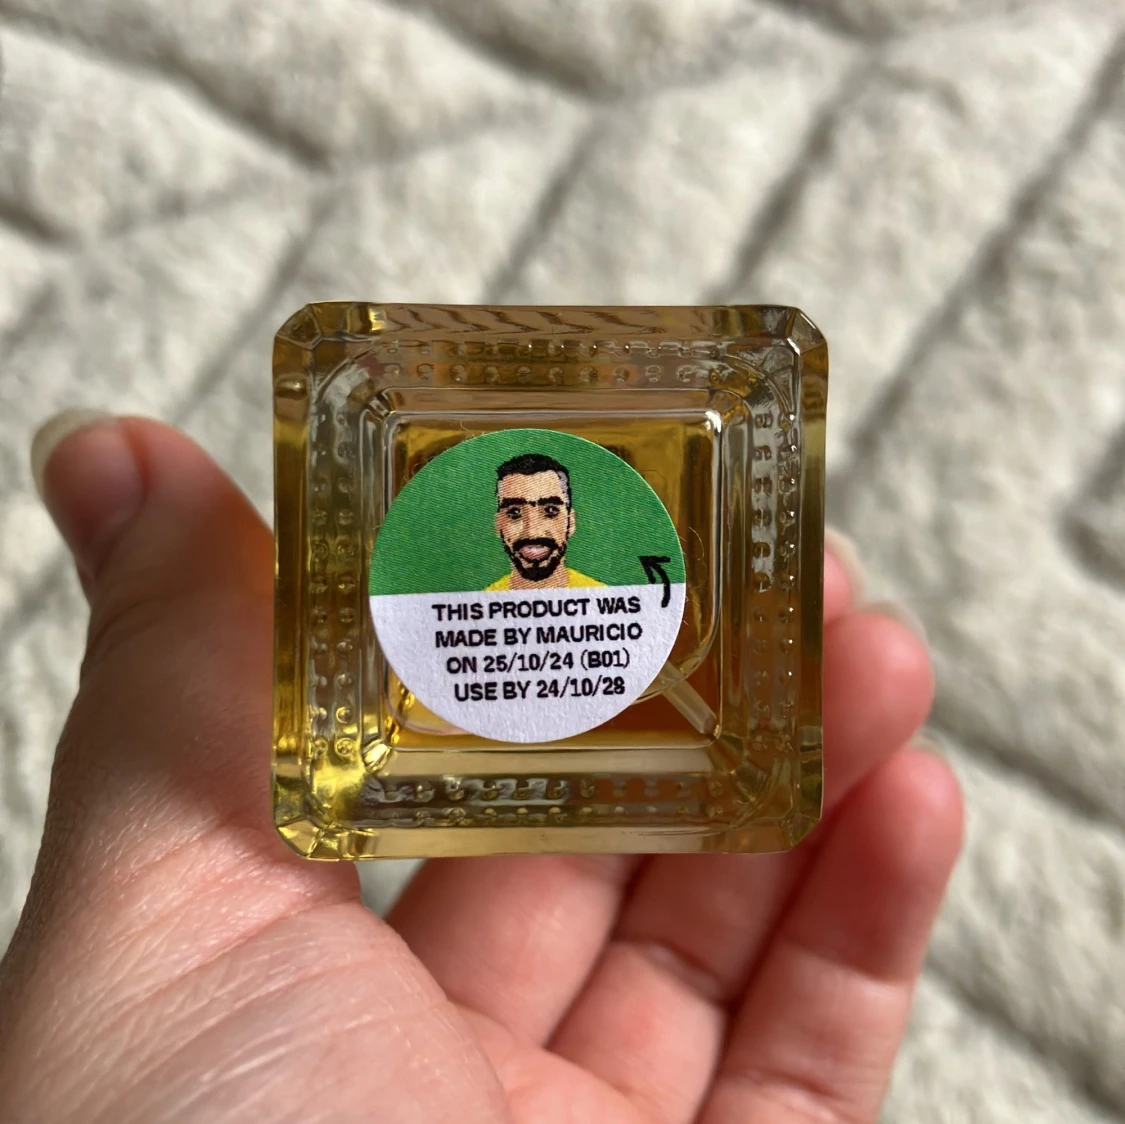 THIS PRODUCT WAS
MADE BY MAURICIO
ON 25/10/24 (B01)
USE BY 24/10/28